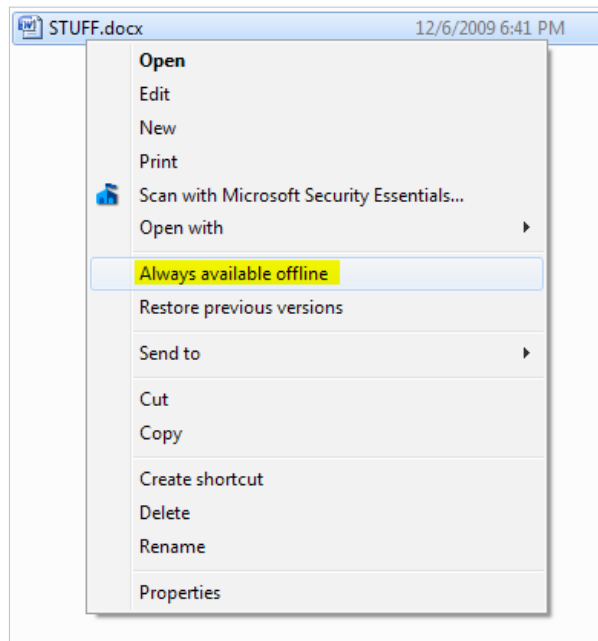 STUFF.docx 12/6/2009 6:41 PM
Open
Edit
New
Print
Scan with Microsoft Security Essentials...
Open with
Always available offline
Restore previous versions
Send to
Cut
Copy
Create shortcut
Delete
Rename
Properties